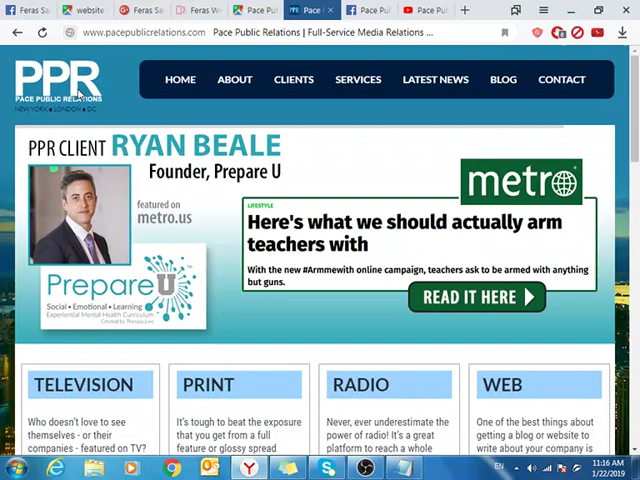 Feras Sa
website
Feras Sa
Feras We
Pace Pul
Pace
Pace Pul
Pace Pul
www.pacepublicrelations.com
Pace Public Relations | Full-Service Media Relations ...
PPR
PACE PUBLIC RELATIONS
NEW YORK ■ LONDON ■ DC
HOME
ABOUT
CLIENTS
SERVICES
LATEST NEWS
BLOG
CONTACT
PPR CLIENT RYAN BEALE
Founder, Prepare U
featured on
metro.us
Prepare U
Social • Emotional • Learning
Experiential Mental Health Curriculum
Created by Therapy.Live
metro
LIFESTYLE
Here's what we should actually arm
teachers with
With the new #Armmewith online campaign, teachers ask to be armed with anything
but guns.
READ IT HERE
TELEVISION
Who doesn't love to see
themselves - or their
companies - featured on TV?
PRINT
It's tough to beat the exposure
that you get from a full
feature or glossy spread
RADIO
Never, ever underestimate the
power of radio! It's a great
platform to reach a whole
WEB
One of the best things about
getting a blog or website to
write about your company is
EN
11:16 AM
1/22/2019